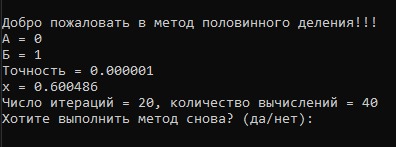 Добро пожаловать в метод половинного деления!!!
А = 0
Б = 1
Точность = 0.000001
x = 0.600486
Число итераций = 20, количество вычислений = 40
Хотите выполнить метод снова? (да/нет):